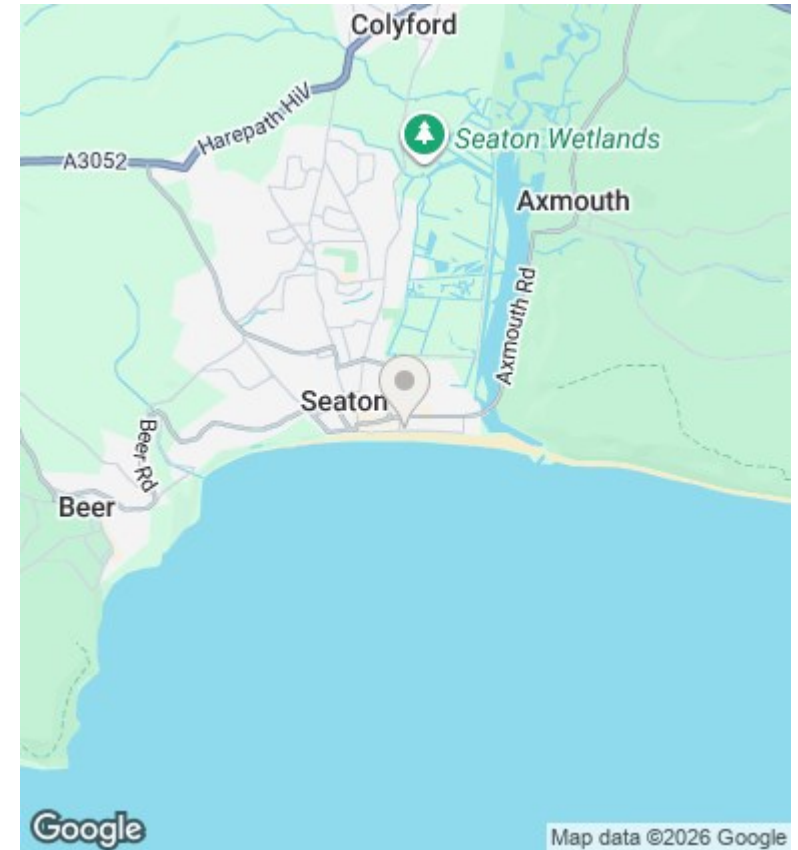 Colyford
Harepath Hill
A3052
Seaton Wetlands
Axmouth
Axmouth Rd
Seaton
Beer Rd
Beer
Google
Map data ©2026 Google